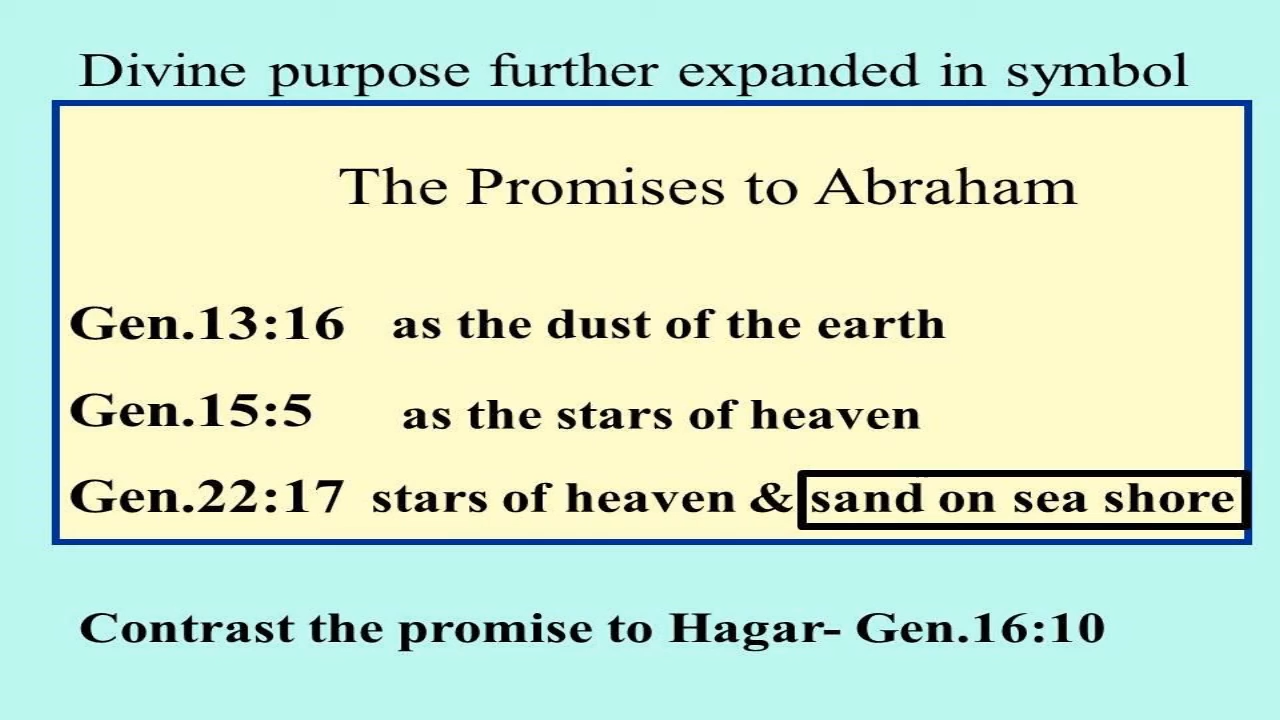 Divine purpose further expanded in symbol
The Promises to Abraham
Gen.13:16 as the dust of the earth
Gen.15:5 as the stars of heaven
Gen.22:17 stars of heaven & sand on sea shore
Contrast the promise to Hagar- Gen.16:10